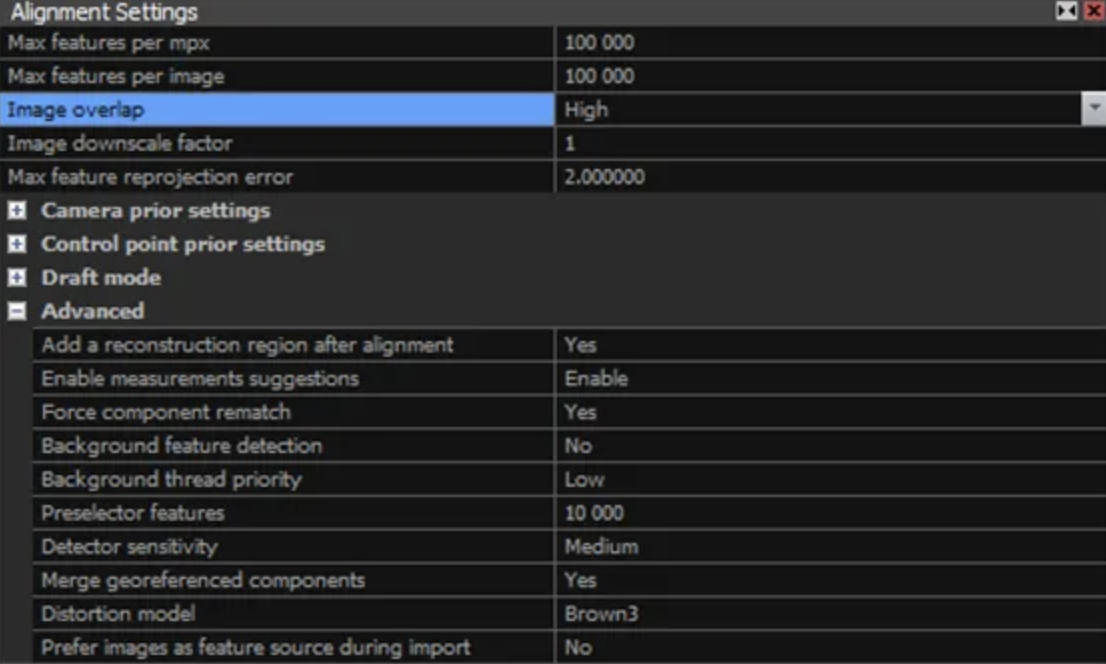 Alignment Settings
Max features per mpx 100 000
Max features per image 100 000
Image overlap High
Image downscale factor 1
Max feature reprojection error 2.000000
Camera prior settings
Control point prior settings
Draft mode
Advanced
Add a reconstruction region after alignment Yes
Enable measurements suggestions Enable
Force component rematch Yes
Background feature detection No
Background thread priority Low
Preselector features 10 000
Detector sensitivity Medium
Merge georeferenced components Yes
Distortion model Brown3
Prefer images as feature source during import No